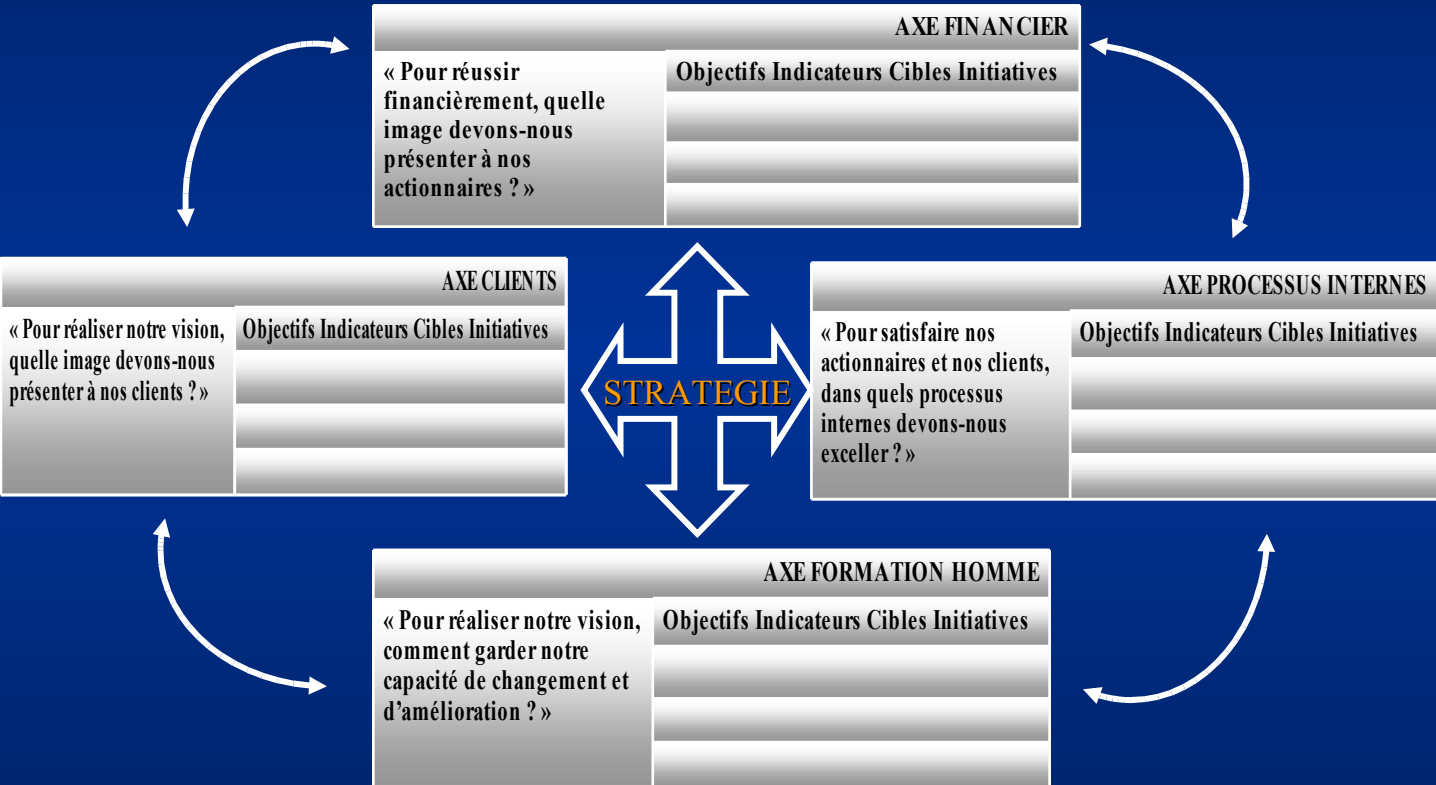 AXE FINANCIER
« Pour réussir
financièrement, quelle
image devons-nous
présenter à nos
actionnaires ? »
Objectifs Indicateurs Cibles Initiatives
AXE CLIENTS
« Pour réaliser notre vision,
quelle image devons-nous
présenter à nos clients ? »
Objectifs Indicateurs Cibles Initiatives
STRATEGIE
AXE PROCESSUS INTERNES
« Pour satisfaire nos
actionnaires et nos clients,
dans quels processus
internes devons-nous
exceller ? »
Objectifs Indicateurs Cibles Initiatives
AXE FORMATION HOMME
« Pour réaliser notre vision,
comment garder notre
capacité de changement et
d’amélioration ? »
Objectifs Indicateurs Cibles Initiatives